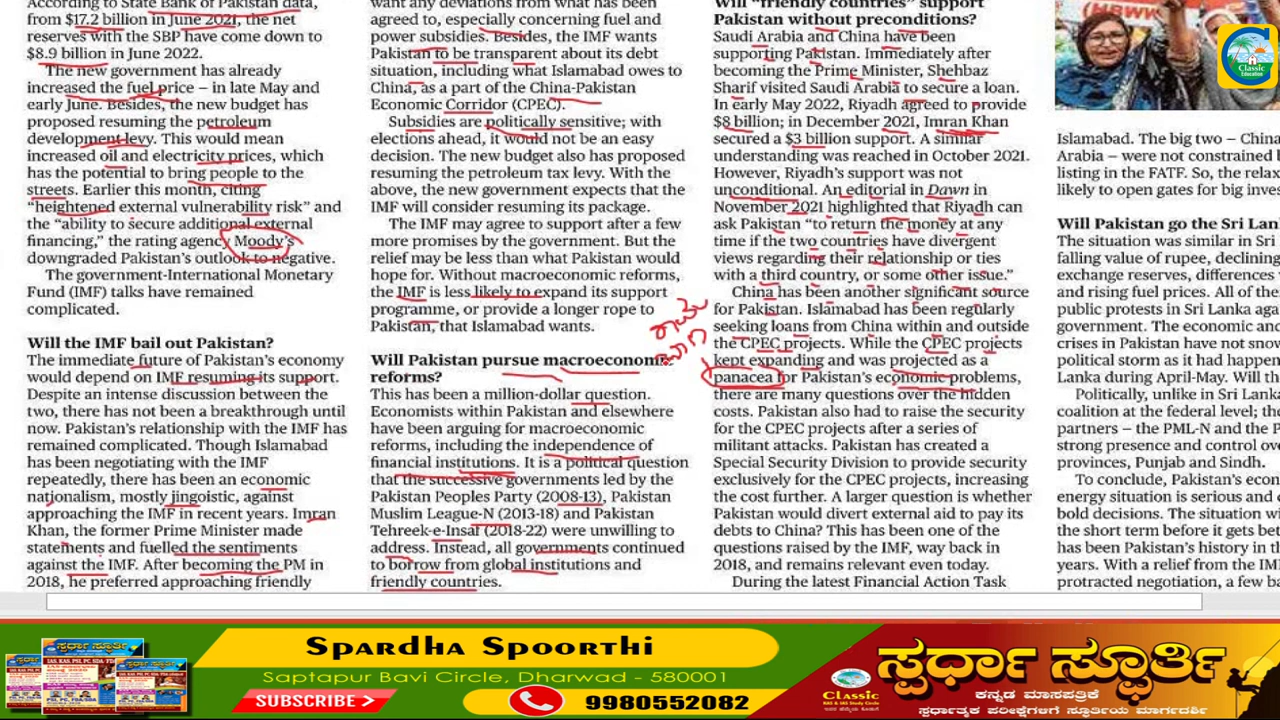 According to State Bank of Pakistan data,
from $17.2 billion in June 2021, the net
reserves with the SBP have come down to
$8.9 billion in June 2022.
The new government has already
increased the fuel price – in late May and
early June. Besides, the new budget has
proposed resuming the petroleum
development levy. This would mean
increased oil and electricity prices, which
has the potential to bring people to the
streets. Earlier this month, citing
“heightened external vulnerability risk” and
the “ability to secure additional external
financing,” the rating agency Moody’s
downgraded Pakistan’s outlook to negative.
The government-International Monetary
Fund (IMF) talks have remained
complicated.
Will the IMF bail out Pakistan?
The immediate future of Pakistan’s economy
would depend on IMF resuming its support.
Despite an intense discussion between the
two, there has not been a breakthrough until
now. Pakistan’s relationship with the IMF has
remained complicated. Though Islamabad
has been negotiating with the IMF
repeatedly, there has been an economic
nationalism, mostly jingoistic, against
approaching the IMF in recent years. Imran
Khan, the former Prime Minister made
statements and fuelled the sentiments
against the IMF. After becoming the PM in
2018, he preferred approaching friendly
want any deviations from what has been
agreed to, especially concerning fuel and
power subsidies. Besides, the IMF wants
Pakistan to be transparent about its debt
situation, including what Islamabad owes to
China, as a part of the China-Pakistan
Economic Corridor (CPEC).
Subsidies are politically sensitive; with
elections ahead, it would not be an easy
decision. The new budget also has proposed
resuming the petroleum tax levy. With the
above, the new government expects that the
IMF will consider resuming its package.
The IMF may agree to support after a few
more promises by the government. But the
relief may be less than what Pakistan would
hope for. Without macroeconomic reforms,
the IMF is less likely to expand its support
programme, or provide a longer rope to
Pakistan, that Islamabad wants.
Will Pakistan pursue macroeconomic
reforms?
This has been a million-dollar question.
Economists within Pakistan and elsewhere
have been arguing for macroeconomic
reforms, including the independence of
financial institutions. It is a political question
that the successive governments led by the
Pakistan Peoples Party (2008-13), Pakistan
Muslim League-N (2013-18) and Pakistan
Tehreek-e-Insaf (2018-22) were unwilling to
address. Instead, all governments continued
to borrow from global institutions and
friendly countries.
Will “friendly countries” support
Pakistan without preconditions?
Saudi Arabia and China have been
supporting Pakistan. Immediately after
becoming the Prime Minister, Shehbaz
Sharif visited Saudi Arabia to secure a loan.
In early May 2022, Riyadh agreed to provide
$8 billion; in December 2021, Imran Khan
secured a $3 billion support. A similar
understanding was reached in October 2021.
However, Riyadh’s support was not
unconditional. An editorial in Dawn in
November 2021 highlighted that Riyadh can
ask Pakistan “to return the money at any
time if the two countries have divergent
views regarding their relationship or ties
with a third country, or some other issue.”
China has been another significant source
for Pakistan. Islamabad has been regularly
seeking loans from China within and outside
the CPEC projects. While the CPEC projects
kept expanding and was projected as a
panacea for Pakistan’s economic problems,
there are many questions over the hidden
costs. Pakistan also had to raise the security
for the CPEC projects after a series of
militant attacks. Pakistan has created a
Special Security Division to provide security
exclusively for the CPEC projects, increasing
the cost further. A larger question is whether
Pakistan would divert external aid to pay its
debts to China? This has been one of the
questions raised by the IMF, way back in
2018, and remains relevant even today.
During the latest Financial Action Task
Islamabad. The big two – China
Arabia – were not constrained
listing in the FATF. So, the relax
likely to open gates for big inves
Will Pakistan go the Sri Lan
The situation was similar in Sri
falling value of rupee, declining
exchange reserves, differences
and rising fuel prices. All of the
public protests in Sri Lanka aga
government. The economic and
crises in Pakistan have not snow
political storm as it had happen
Lanka during April-May. Will th
Politically, unlike in Sri Lanka
coalition at the federal level; the
partners – the PML-N and the P
strong presence and control ov
provinces, Punjab and Sindh.
To conclude, Pakistan’s econ
energy situation is serious and
bold decisions. The situation wi
the short term before it gets be
has been Pakistan’s history in th
years. With a relief from the IM
protracted negotiation, a few ba
Classic
Education
Spardha Spoorthi
Saptapur Bavi Circle, Dharwad - 580001
SUBSCRIBE >
9980552082
ಸ್ಪರ್ಧಾ ಸ್ಫೂರ್ತಿ
ಕನ್ನಡ ಮಾಸಪತ್ರಿಕೆ
ಸ್ಪರ್ಧಾತ್ಮಕ ಪರೀಕ್ಷೆಗಳಿಗೆ ಸ್ಫೂರ್ತಿಯ ಮಾರ್ಗದರ್ಶಿ
Classic
KAS & IAS Study Circle